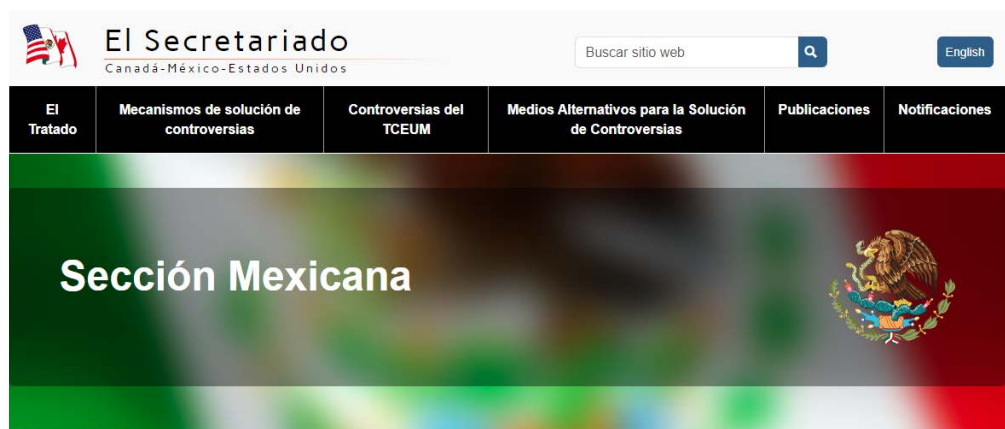 El Secretariado
Canadá-México-Estados Unidos
Buscar sitio web
English
El
Tratado
Mecanismos de solución de
controversias
Controversias del
TCEUM
Medios Alternativos para la Solución
de Controversias
Publicaciones
Notificaciones
Sección Mexicana